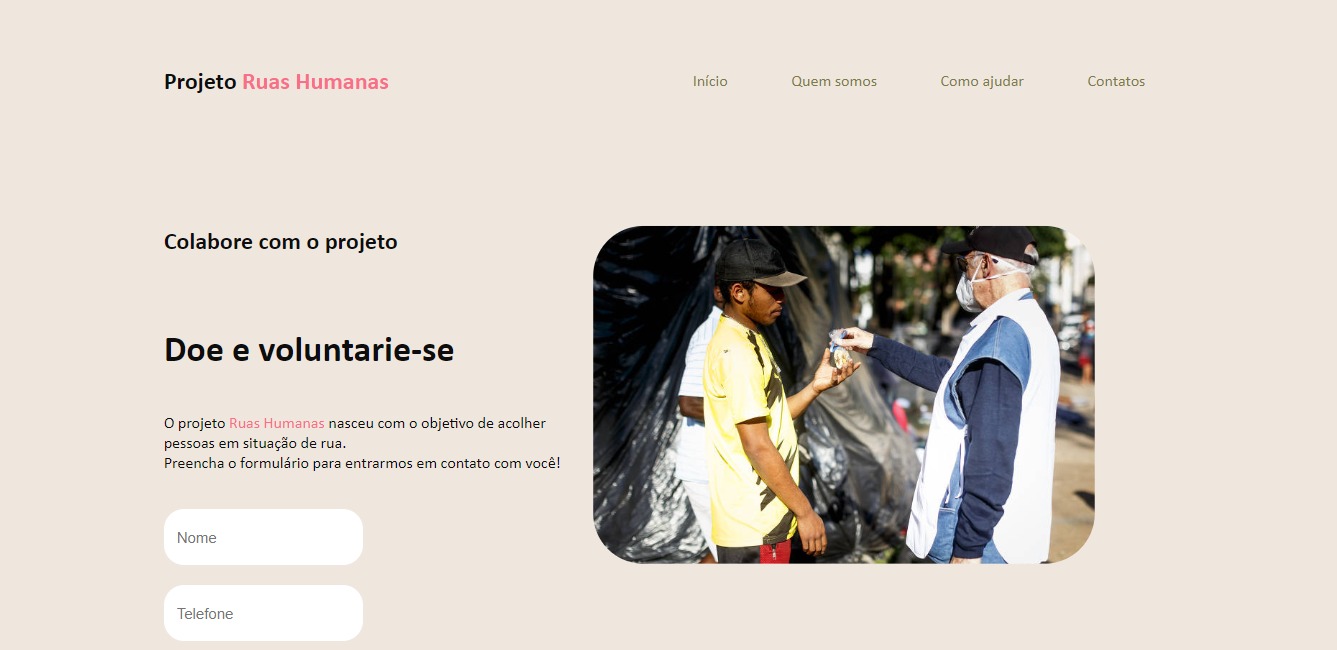 Projeto Ruas Humanas
Início Quem somos Como ajudar Contatos
Colabore com o projeto
Doe e voluntarie-se
O projeto Ruas Humanas nasceu com o objetivo de acolher
pessoas em situação de rua.
Preencha o formulário para entrarmos em contato com você!
Nome
Telefone